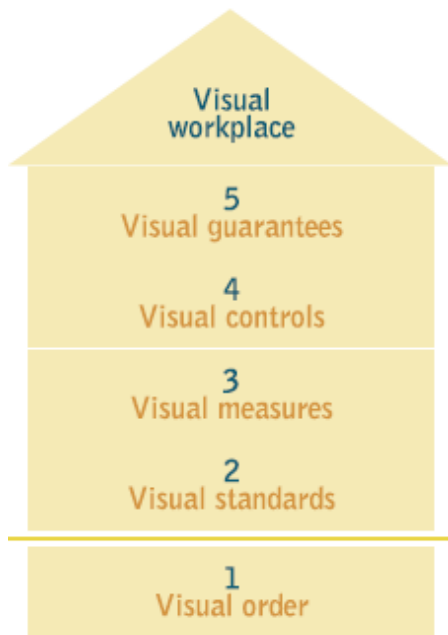 Visual
workplace
5
Visual guarantees
4
Visual controls
3
Visual measures
2
Visual standards
1
Visual order